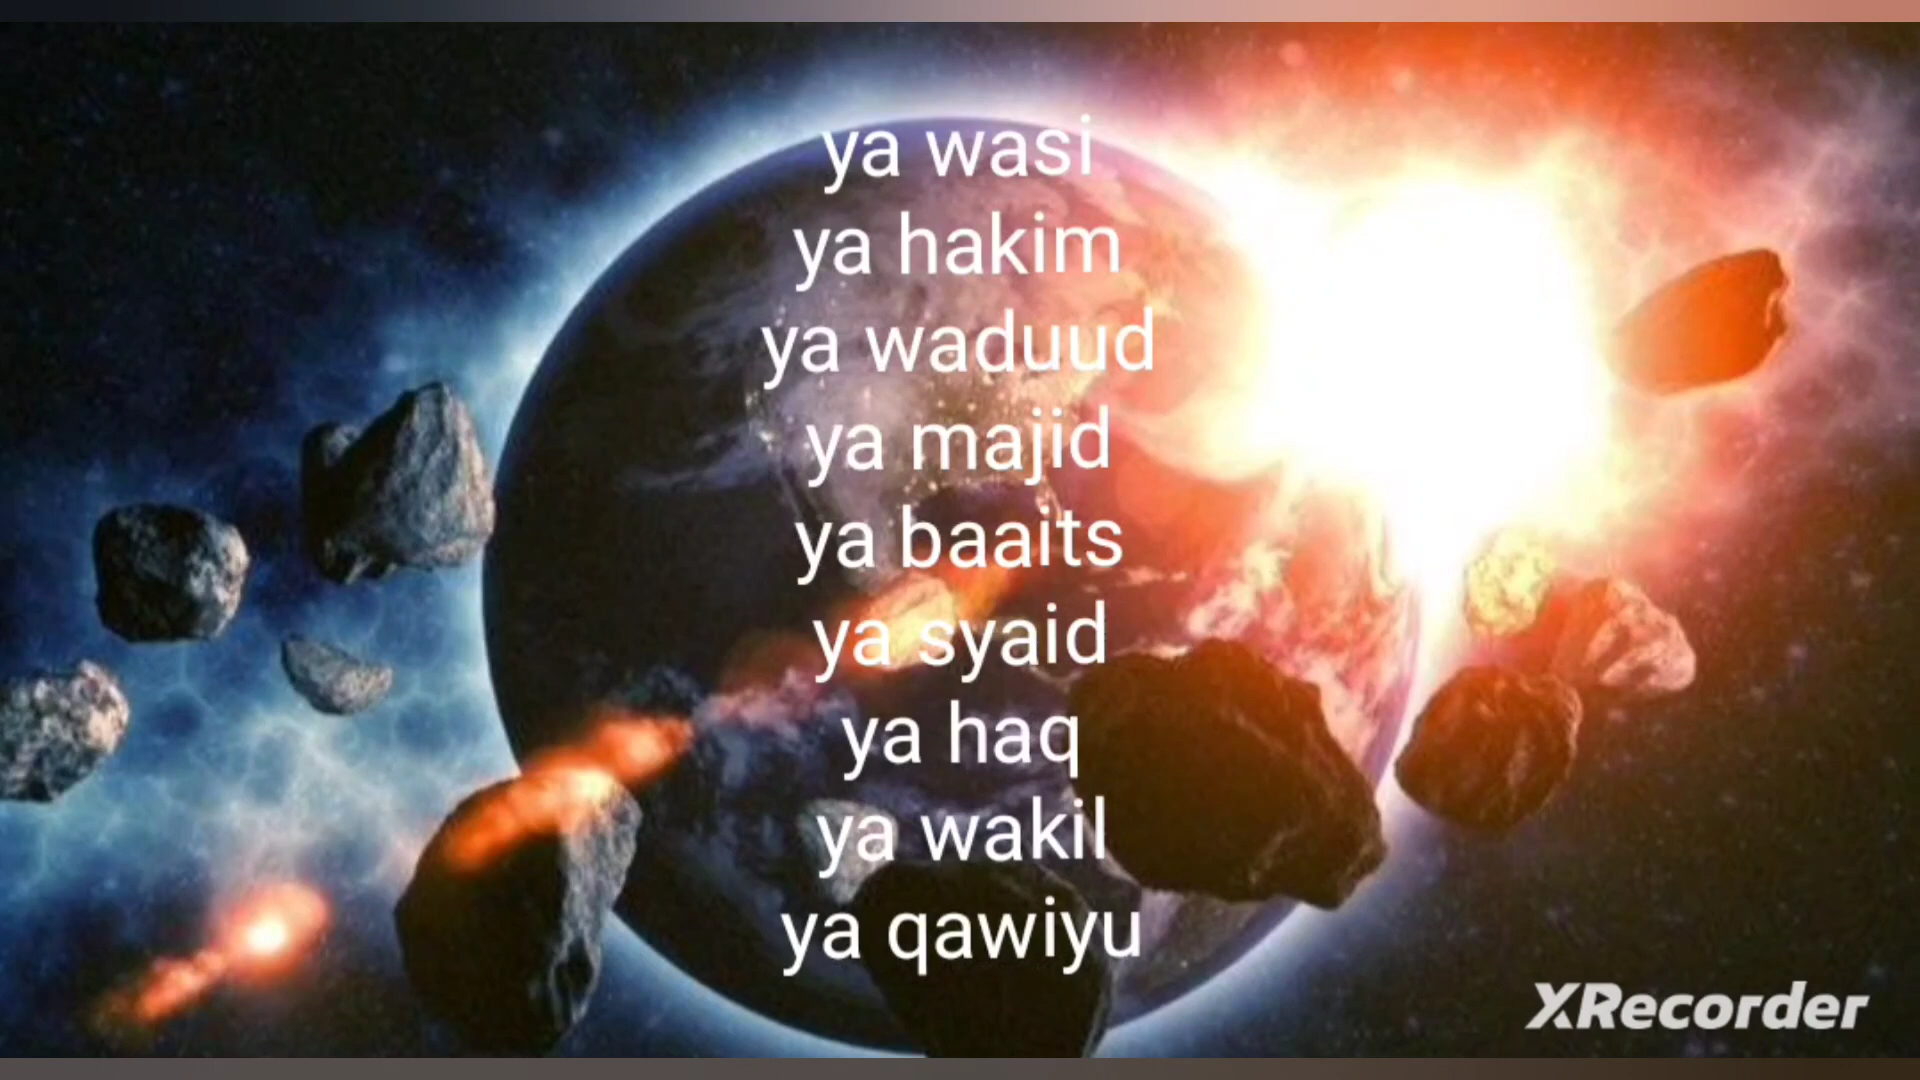 ya wasi
ya hakim
ya waduud
ya majid
ya baaits
ya syaid
ya haq
ya wakil
ya qawiyu
XRecorder